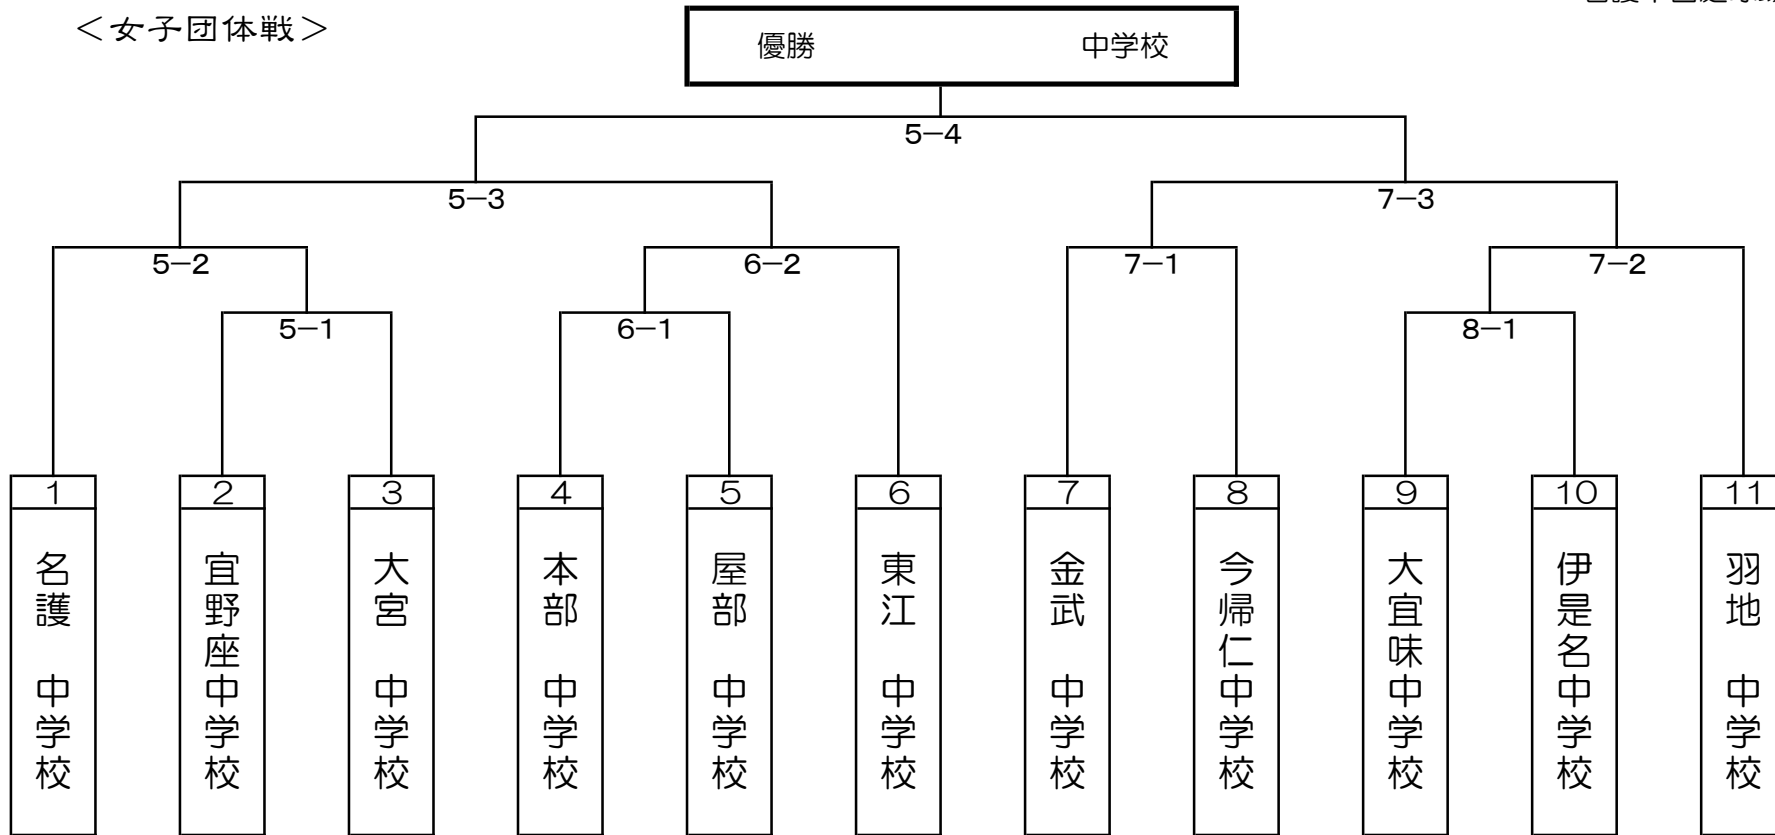 ＜女子団体戦＞
優勝 中学校
5－4
5－3 7－3
5－2 6－2 7－1 7－2
5－1 6－1 8－1
1 2 3 4 5 6 7 8 9 10 11
名護 中学校
宜野座中学校
大宮 中学校
本部 中学校
屋部 中学校
東江 中学校
金武 中学校
今帰仁中学校
大宜味中学校
伊是名中学校
羽地 中学校